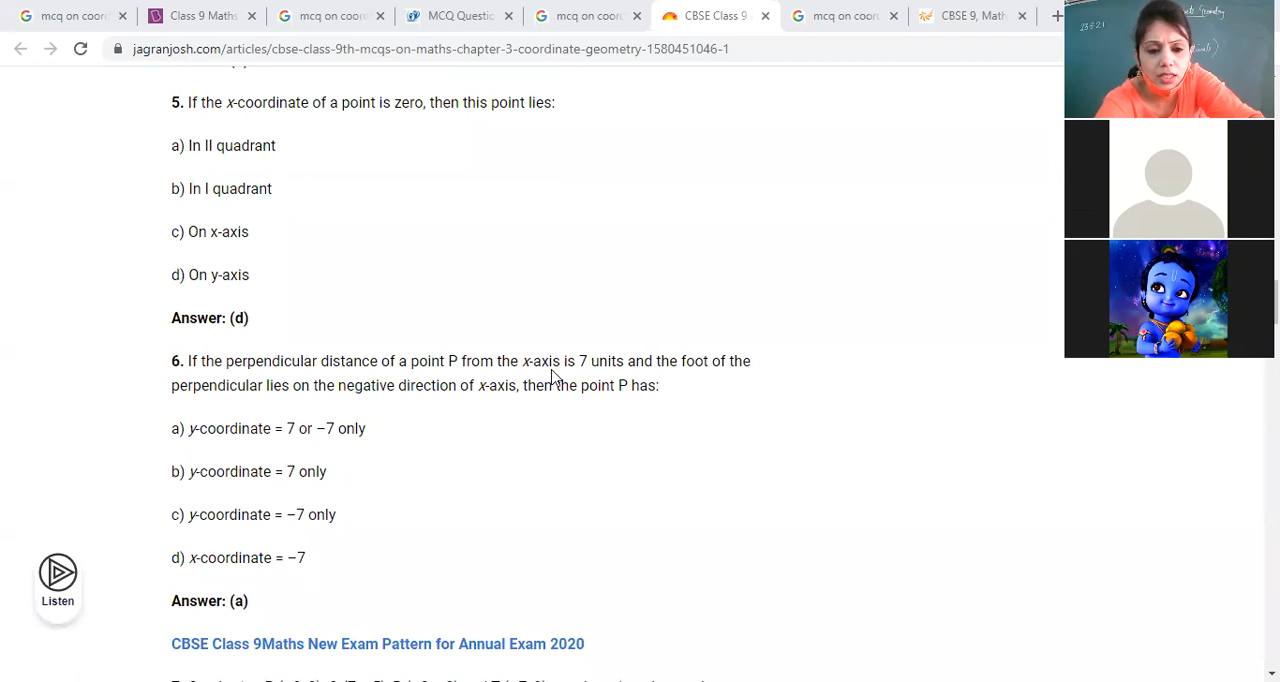 mcq on coor
Class 9 Maths
mcq on coor
MCQ Questic
mcq on coor
CBSE Class 9
mcq on coor
CBSE 9, Math
jagranjosh.com/articles/cbse-class-9th-mcqs-on-maths-chapter-3-coordinate-geometry-1580451046-1
Geometry
5. If the x-coordinate of a point is zero, then this point lies:
a) In II quadrant
b) In I quadrant
c) On x-axis
d) On y-axis
Answer: (d)
6. If the perpendicular distance of a point P from the x-axis is 7 units and the foot of the
perpendicular lies on the negative direction of x-axis, then the point P has:
a) y-coordinate = 7 or −7 only
b) y-coordinate = 7 only
c) y-coordinate = −7 only
d) x-coordinate = −7
Answer: (a)
Listen
CBSE Class 9Maths New Exam Pattern for Annual Exam 2020